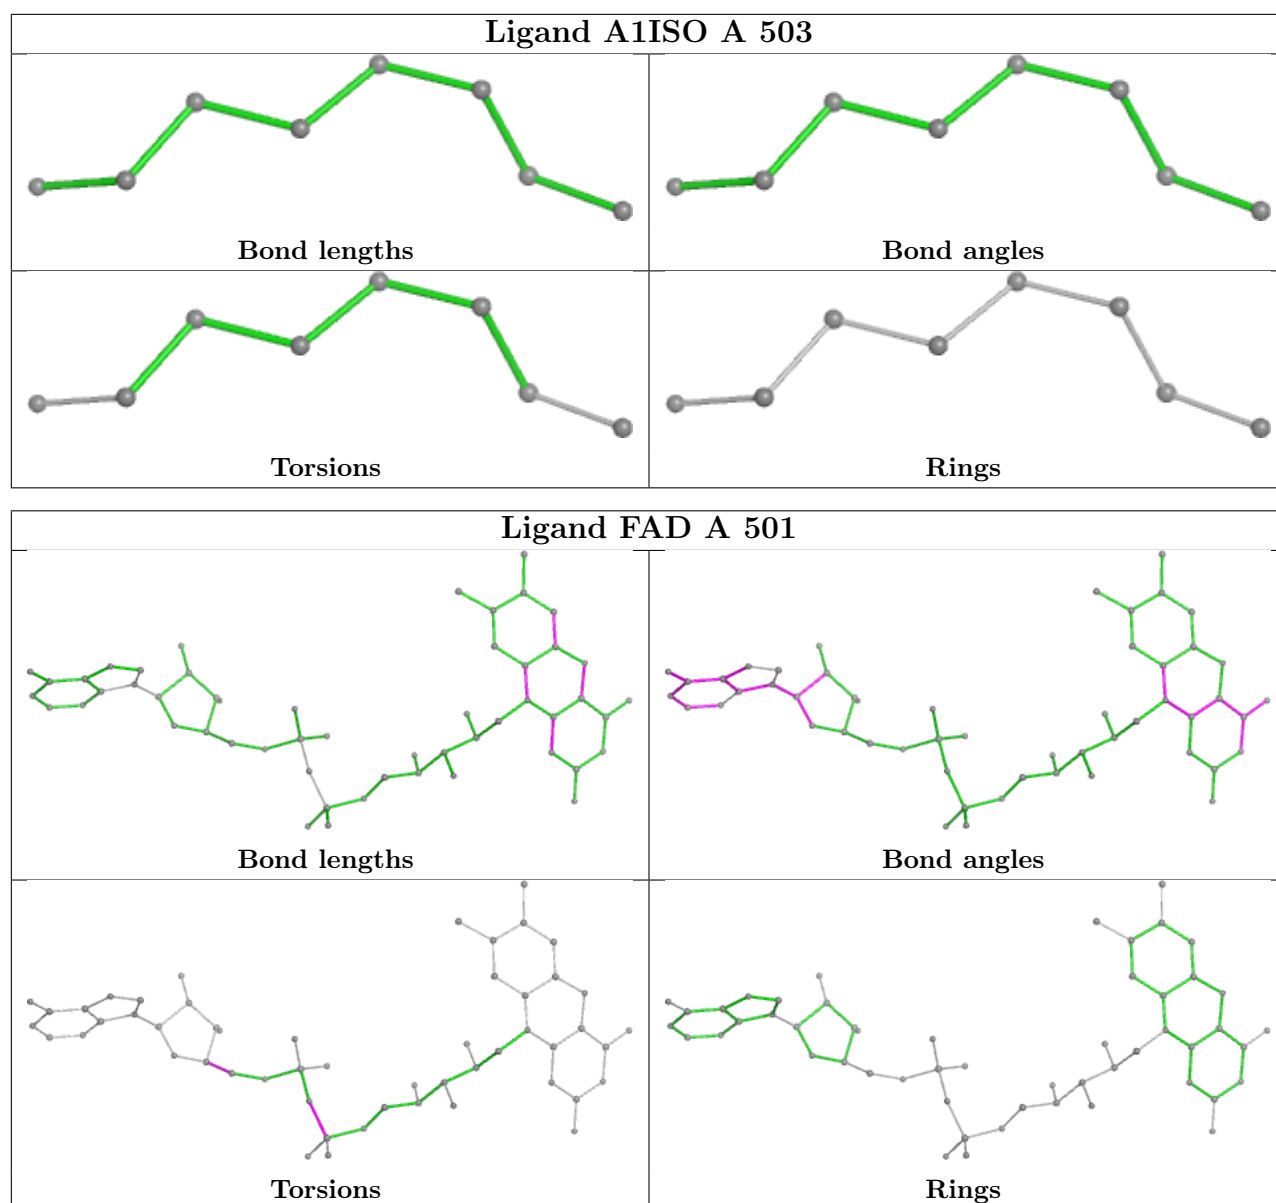 Ligand A1ISO A 503
Bond lengths
Bond angles
Torsions
Rings
Ligand FAD A 501
Bond lengths
Bond angles
Torsions
Rings